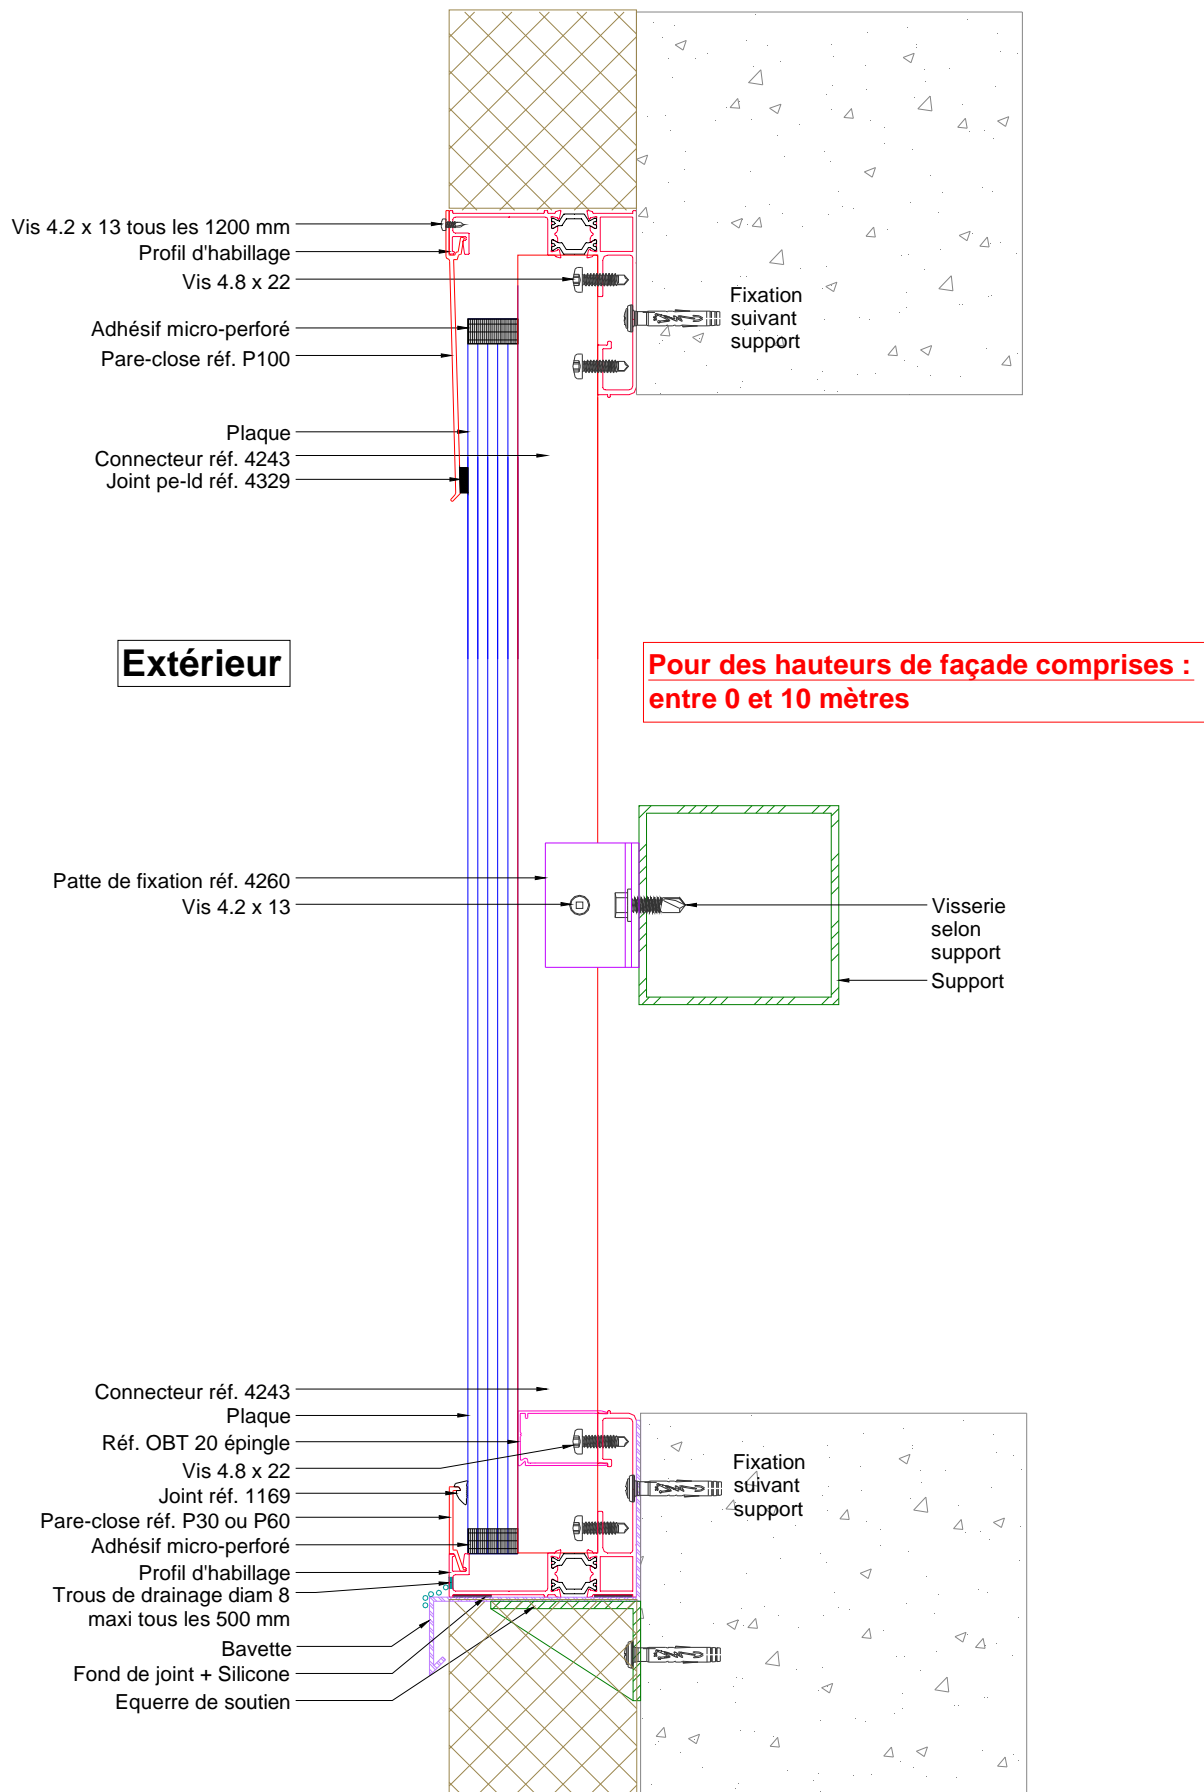 Vis 4.2 x 13 tous les 1200 mm
Profil d'habillage
Vis 4.8 x 22
Fixation
suivant
support
Adhésif micro-perforé
Pare-close réf. P100
Plaque
Connecteur réf. 4243
Joint pe-ld réf. 4329
Extérieur
Pour des hauteurs de façade comprises :
entre 0 et 10 mètres
Patte de fixation réf. 4260
Vis 4.2 x 13
Visserie
selon
support
Support
Connecteur réf. 4243
Plaque
Réf. OBT 20 épingle
Vis 4.8 x 22
Fixation
suivant
support
Joint réf. 1169
Pare-close réf. P30 ou P60
Adhésif micro-perforé
Profil d'habillage
Trous de drainage diam 8
maxi tous les 500 mm
Bavette
Fond de joint + Silicone
Equerre de soutien